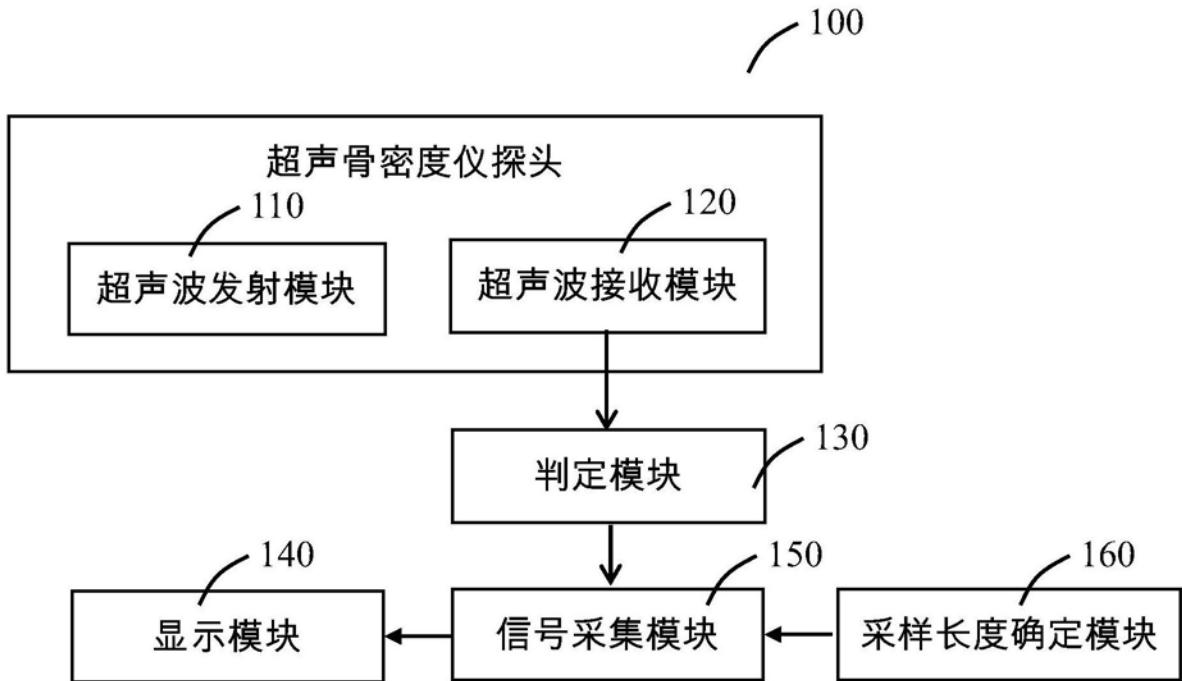 100
超声骨密度仪探头
110
120
超声波发射模块
超声波接收模块
130
判定模块
140
150
160
显示模块
信号采集模块
采样长度确定模块